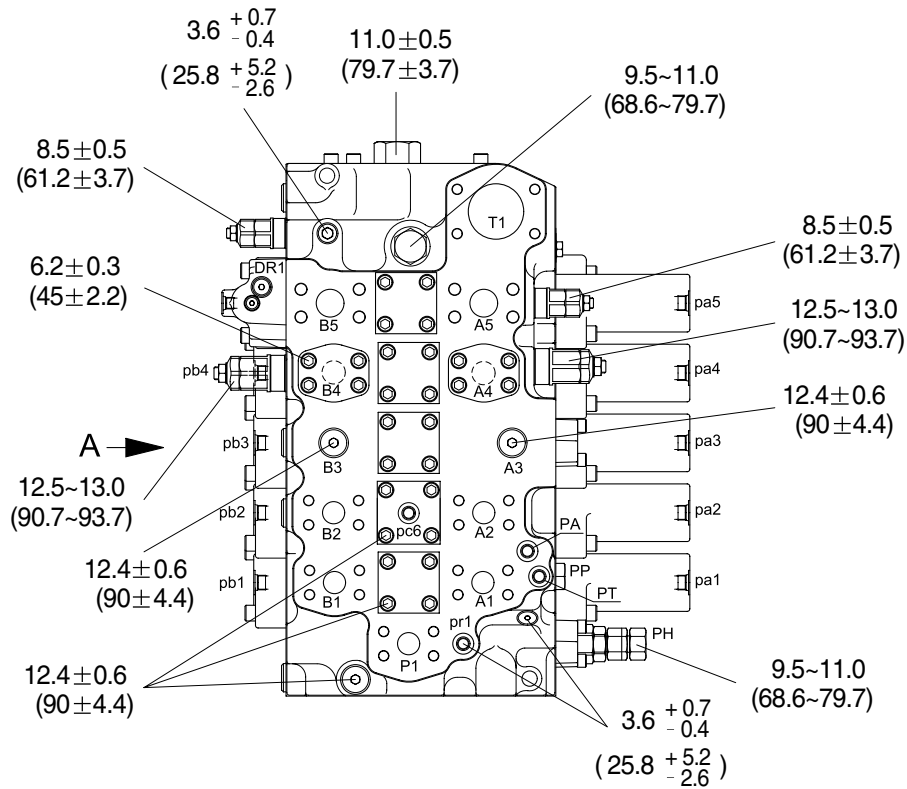 3.6 +0.7 -0.4
(25.8 +5.2 -2.6)
11.0±0.5
(79.7±3.7)
9.5~11.0
(68.6~79.7)
8.5±0.5
(61.2±3.7)
T1
8.5±0.5
(61.2±3.7)
6.2±0.3
(45±2.2)
DR1
B5
A5
pa5
12.5~13.0
(90.7~93.7)
pb4
B4
A4
pa4
12.4±0.6
(90±4.4)
A
pb3
B3
A3
pa3
12.5~13.0
(90.7~93.7)
pb2
B2
pc6
A2
pa2
PA
12.4±0.6
(90±4.4)
pb1
B1
A1
PP
PT
pa1
pr1
PH
P1
12.4±0.6
(90±4.4)
9.5~11.0
(68.6~79.7)
3.6 +0.7 -0.4
(25.8 +5.2 -2.6)